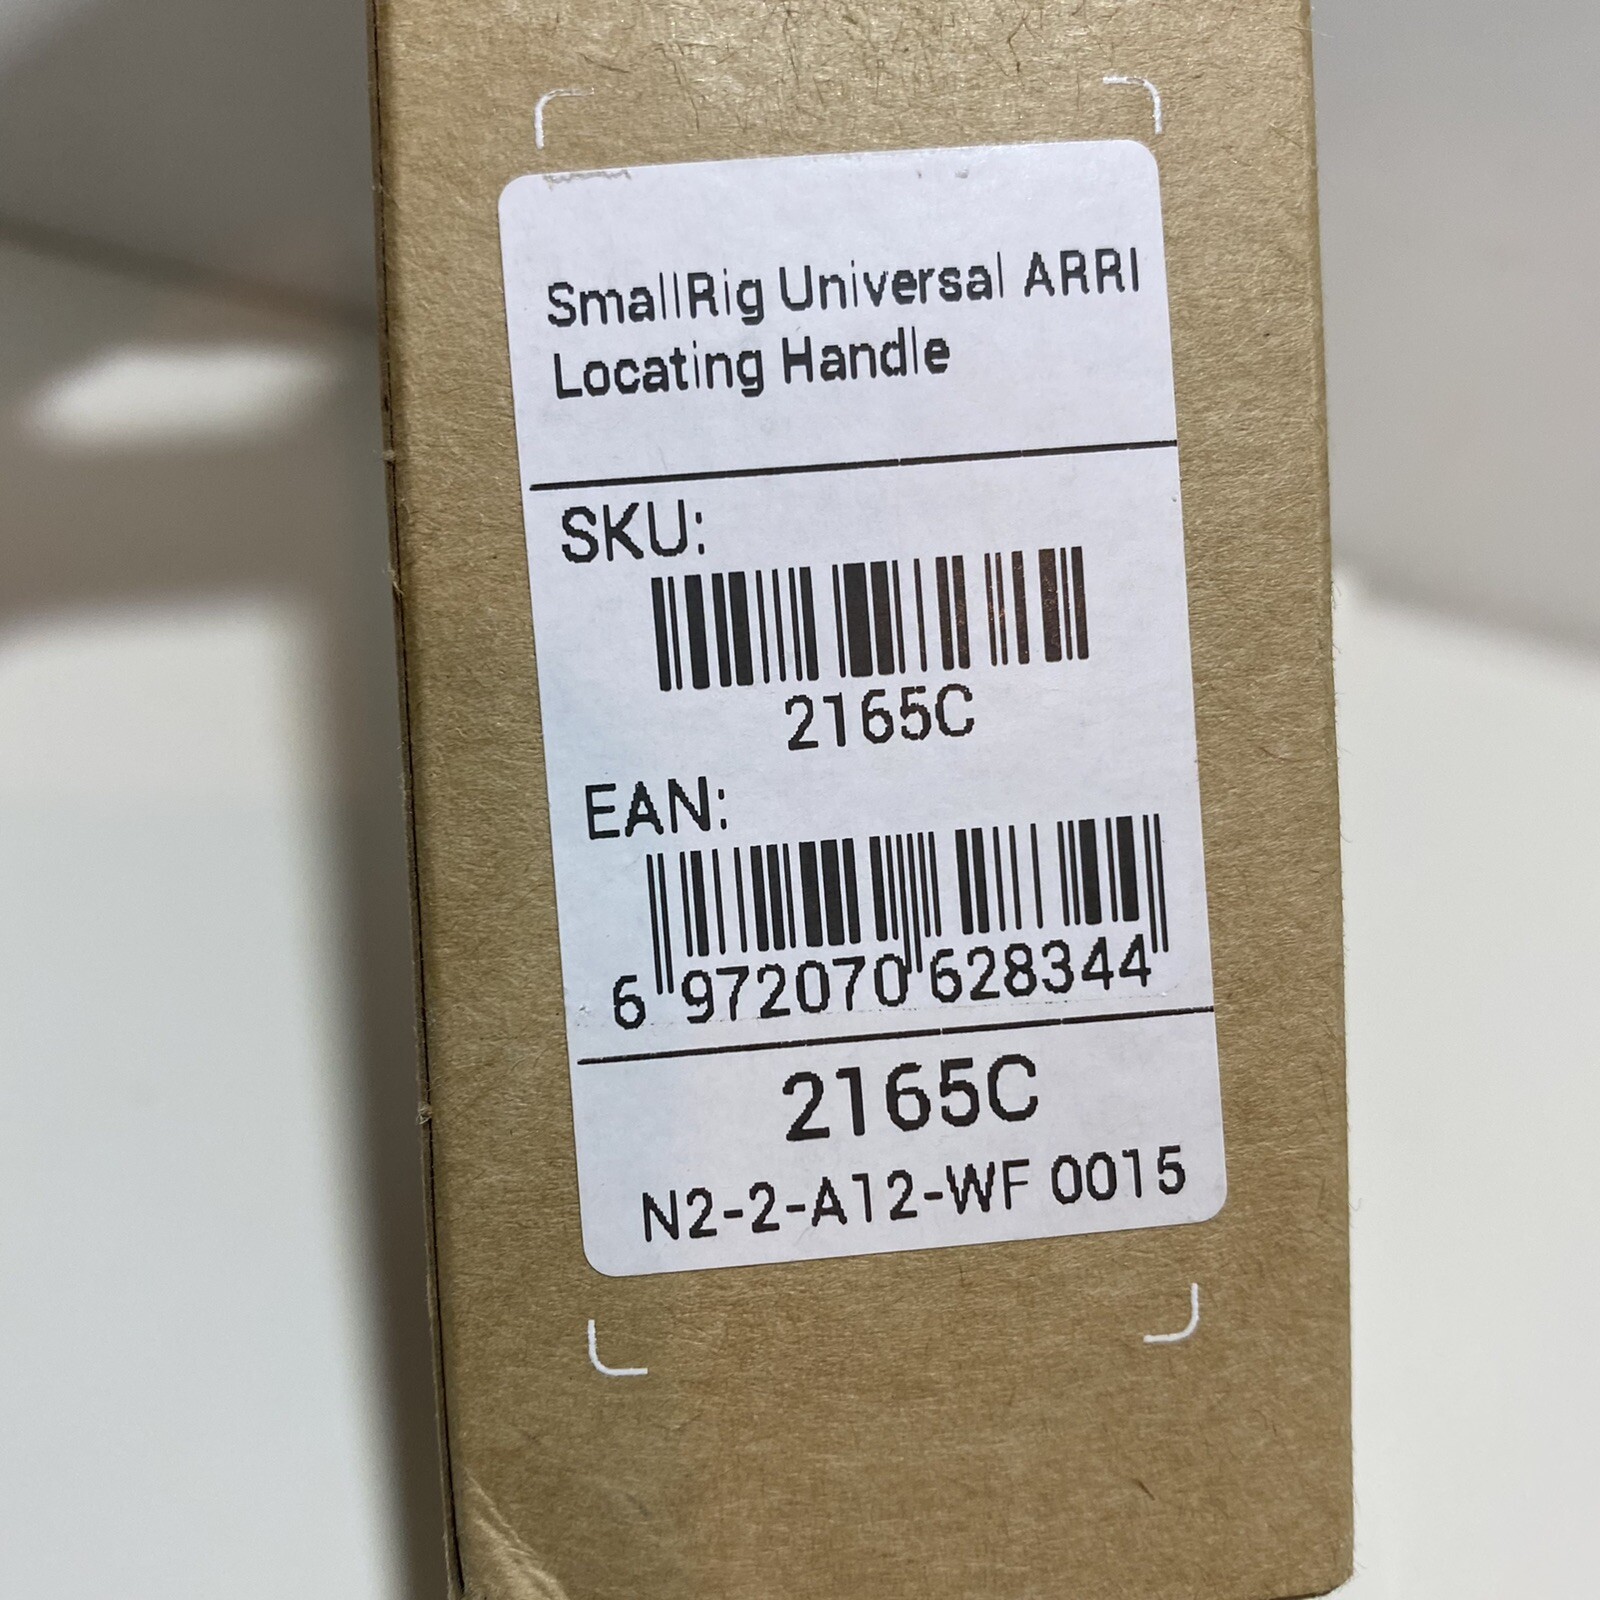 SmallRig Universal ARRI
Locating Handle
SKU:
2165C
EAN:
6 972070 628344
2165C
N2-2-A12-WF 0015